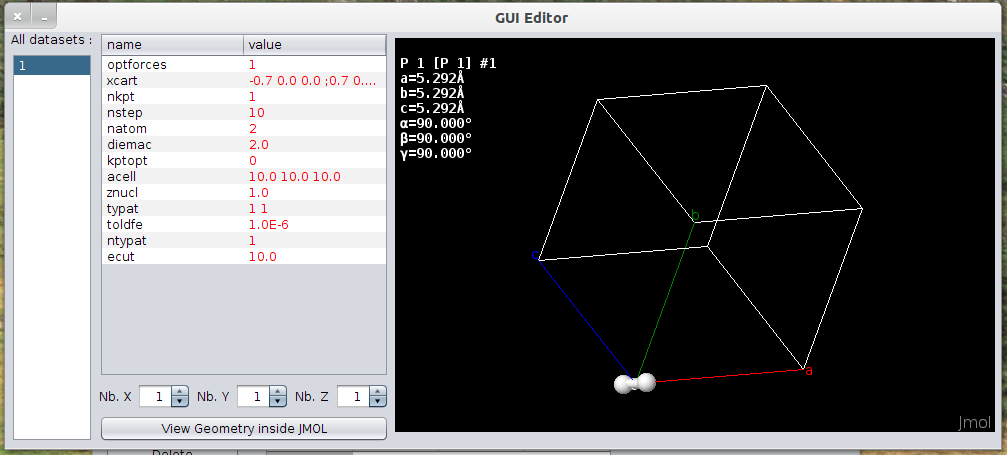 GUI Editor
All datasets :
1
name value
optforces 1
xcart -0.7 0.0 0.0 ;0.7 0....
nkpt 1
nstep 10
natom 2
diemac 2.0
kptopt 0
acell 10.0 10.0 10.0
znucl 1.0
typat 1 1
toldfe 1.0E-6
ntypat 1
ecut 10.0
Nb. X 1 Nb. Y 1 Nb. Z 1
View Geometry inside JMOL
P 1 [P 1] #1
a=5.292Å
b=5.292Å
c=5.292Å
α=90.000°
β=90.000°
γ=90.000°
b
c
a
Jmol
Delete